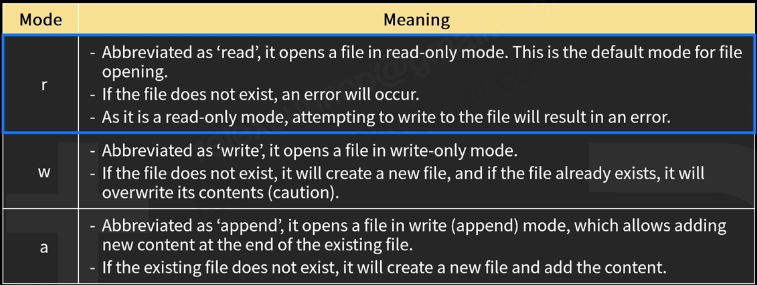 Mode Meaning
r
- Abbreviated as ‘read’, it opens a file in read-only mode. This is the default mode for file
opening.
- If the file does not exist, an error will occur.
- As it is a read-only mode, attempting to write to the file will result in an error.
w
- Abbreviated as ‘write’, it opens a file in write-only mode.
- If the file does not exist, it will create a new file, and if the file already exists, it will
overwrite its contents (caution).
a
- Abbreviated as ‘append’, it opens a file in write (append) mode, which allows adding
new content at the end of the existing file.
- If the existing file does not exist, it will create a new file and add the content.